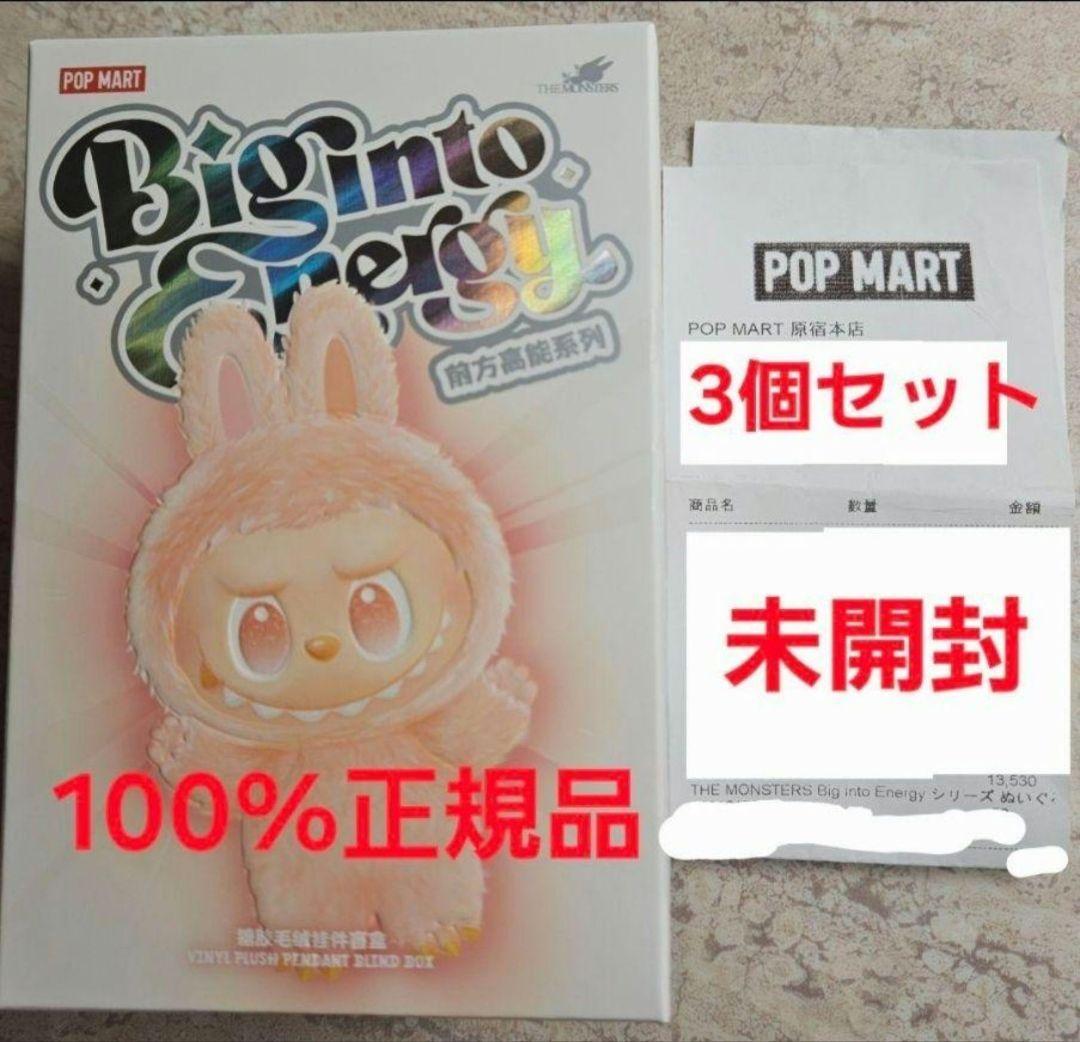 POP MART
THE MONSTERS
Big into
Energy
前方高能系列
100%正規品
搪胶毛绒挂件盲盒
VINYL PLUSH PENDANT BLIND BOX
POP MART
POP MART 原宿本店
3個セット
商品名 数量 金額
未開封
13,530
THE MONSTERS Big into Energy シリーズ ぬいぐ